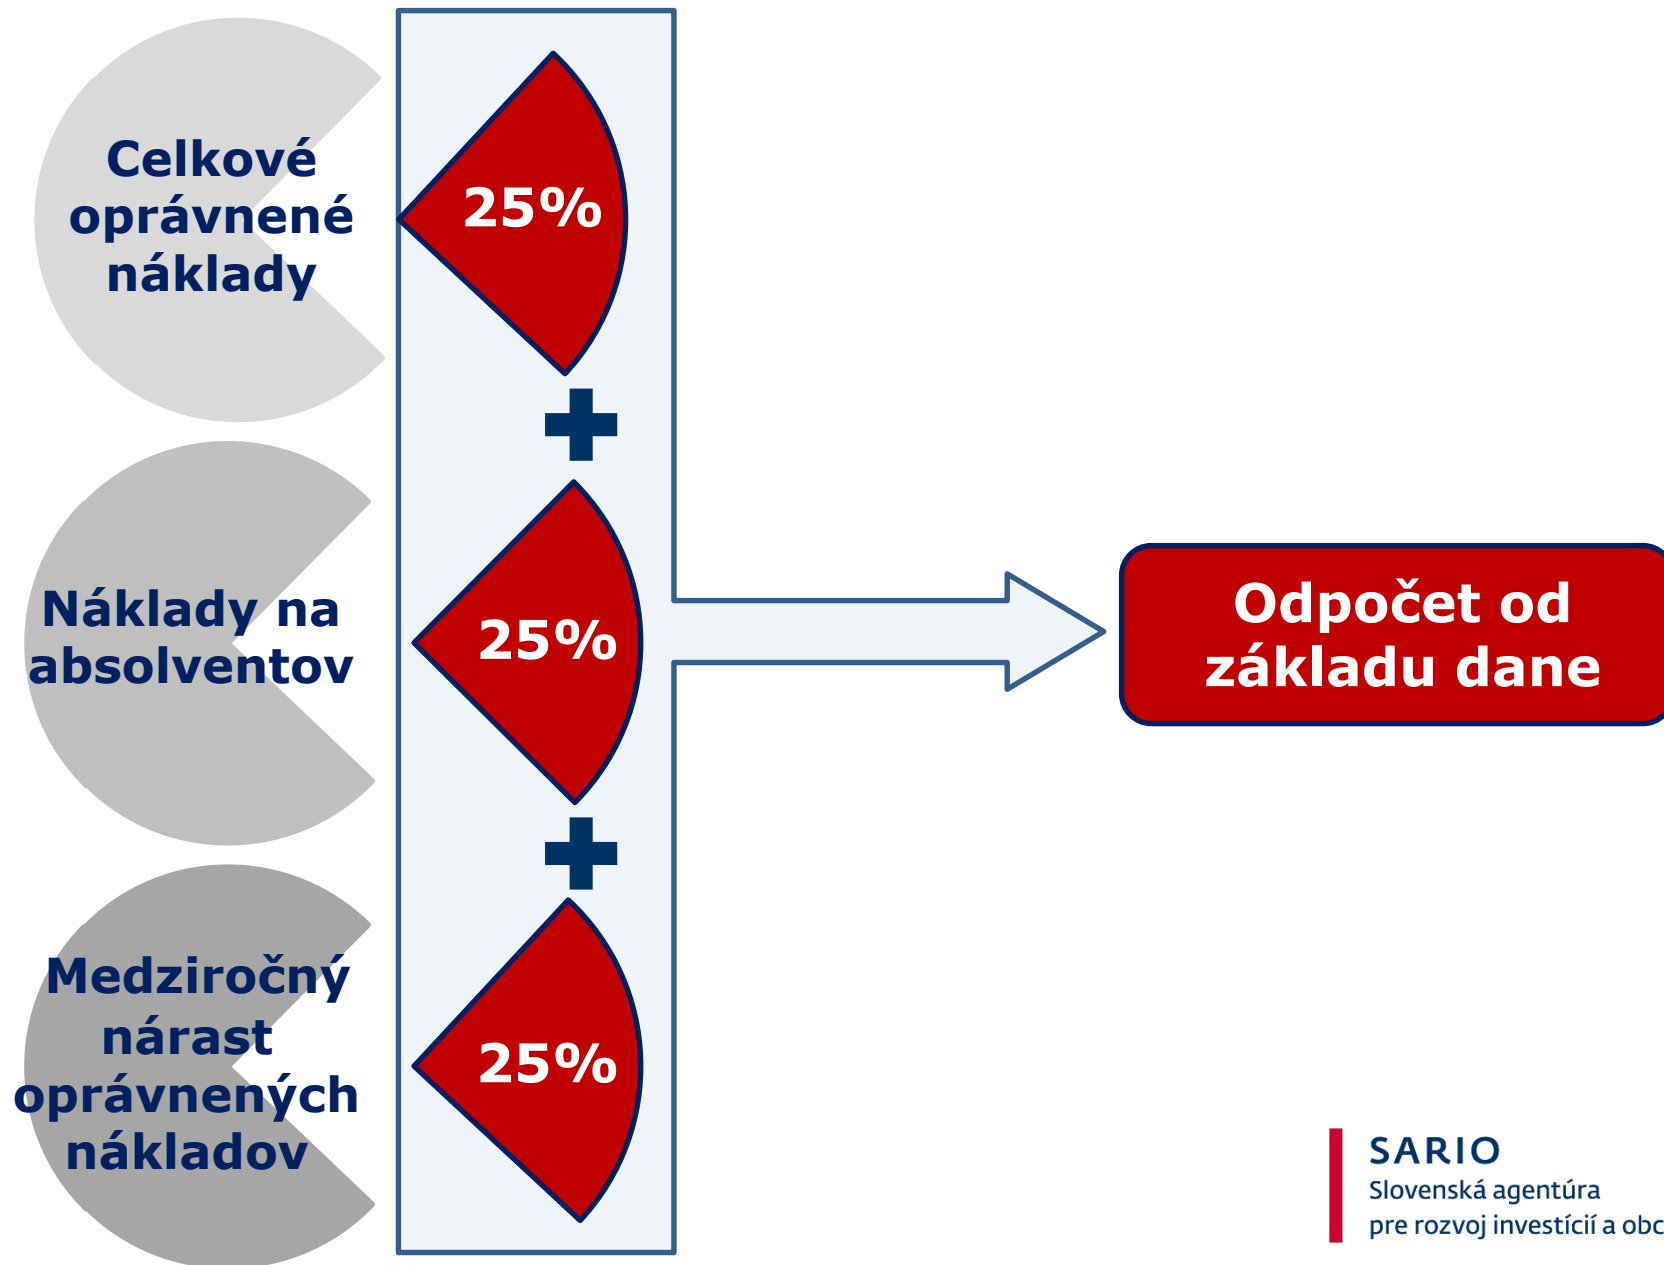 Celkové
oprávnené
náklady
25%
Náklady na
absolventov
25%
Medziročný
nárast
oprávnených
nákladov
25%
Odpočet od
základu dane
SARIO
Slovenská agentúra
pre rozvoj investícií a obc